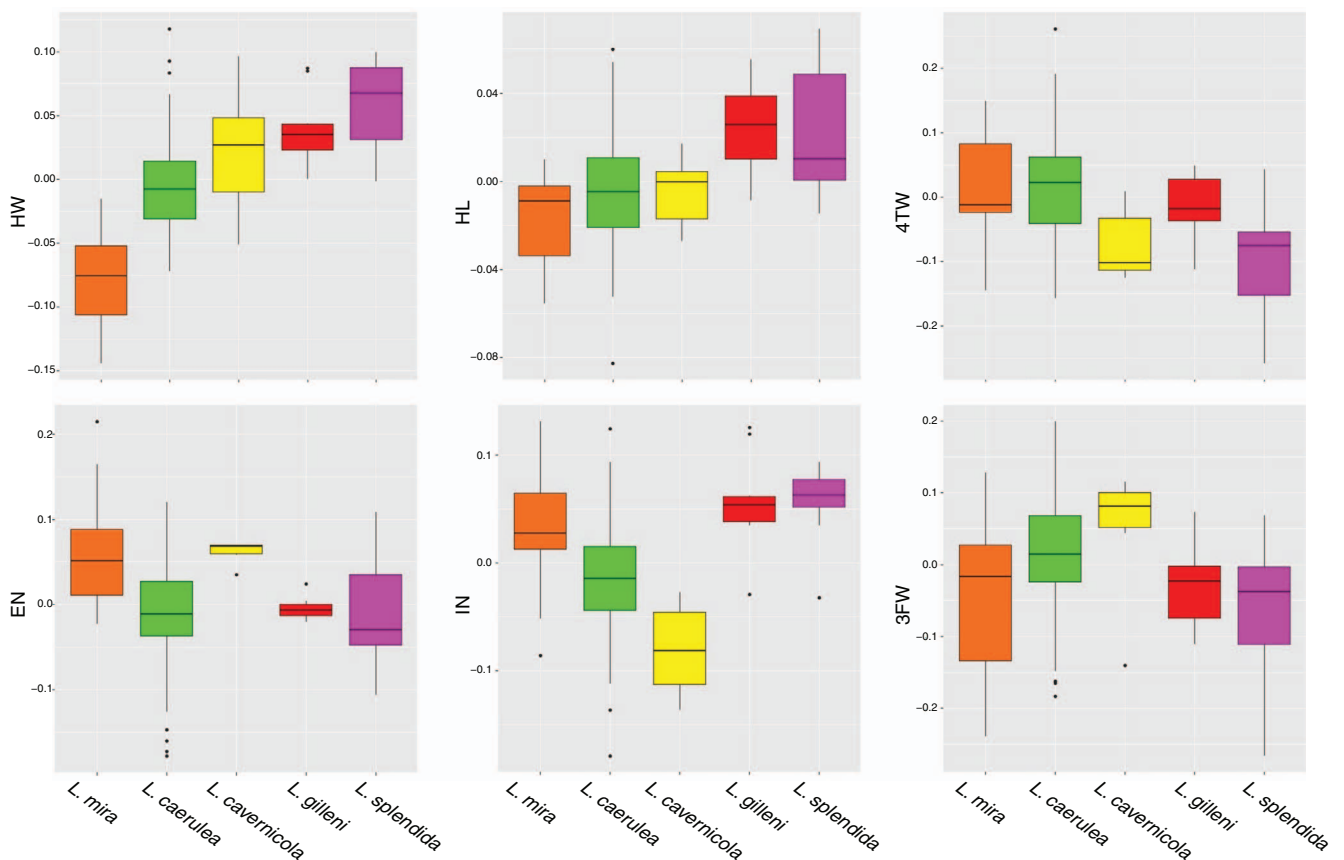 HW
0.10
0.05
0.00
−0.05
−0.10
−0.15
HL
0.04
0.00
−0.04
−0.08
4TW
0.2
0.1
0.0
−0.1
−0.2
EN
0.2
0.1
0.0
−0.1
IN
0.1
0.0
−0.1
3FW
0.2
0.1
0.0
−0.1
−0.2
L. mira
L. caerulea
L. cavernicola
L. gilleni
L. splendida
L. mira
L. caerulea
L. cavernicola
L. gilleni
L. splendida
L. mira
L. caerulea
L. cavernicola
L. gilleni
L. splendida